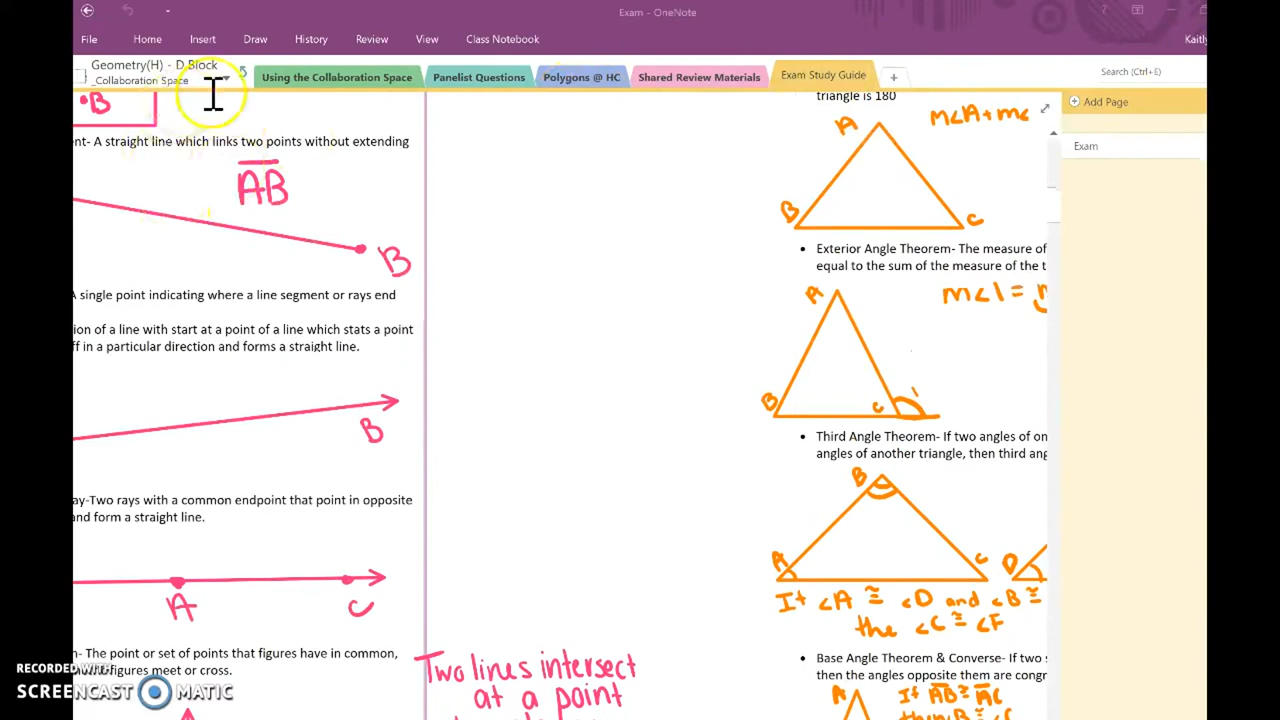 Exam - OneNote
File Home Insert Draw History Review View Class Notebook
Kaitly
Geometry(H) - D Block
_Collaboration Space
Using the Collaboration Space
Panelist Questions
Polygons @ HC
Shared Review Materials
Exam Study Guide
+
Search (Ctrl+E)
Add Page
Exam
•B
ent- A straight line which links two points without extending
AB
B
A single point indicating where a line segment or rays end
ion of a line with start at a point of a line which stats a point
ff in a particular direction and forms a straight line.
B
ay-Two rays with a common endpoint that point in opposite
and form a straight line.
A
C
n- The point or set of points that figures have in common,
figures meet or cross.
Two lines intersect
at a point
triangle is 180
m∠A+m∠
A
B
C
• Exterior Angle Theorem- The measure of
equal to the sum of the measure of the t
m∠1=
A
B
C
1
• Third Angle Theorem- If two angles of on
angles of another triangle, then third ang
B
A
C
D
If ∠A ≅ ∠D and ∠B ≅
the ∠C ≅ ∠F
• Base Angle Theorem & Converse- If two s
then the angles opposite them are congr
A
If AB ≅ AC
RECORDED WITH
SCREENCAST MATIC